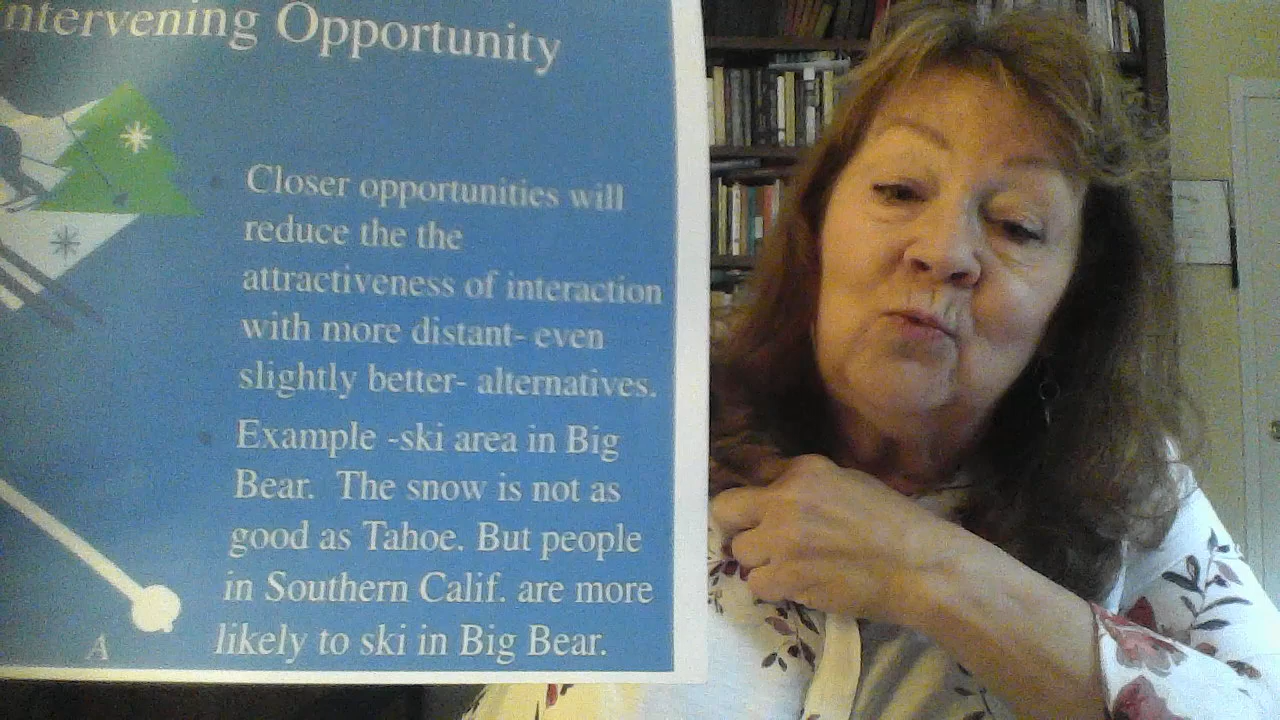 ntervening Opportunity
Closer opportunities will
reduce the the
attractiveness of interaction
with more distant- even
slightly better- alternatives.
Example -ski area in Big
Bear. The snow is not as
good as Tahoe. But people
in Southern Calif. are more
likely to ski in Big Bear.
A